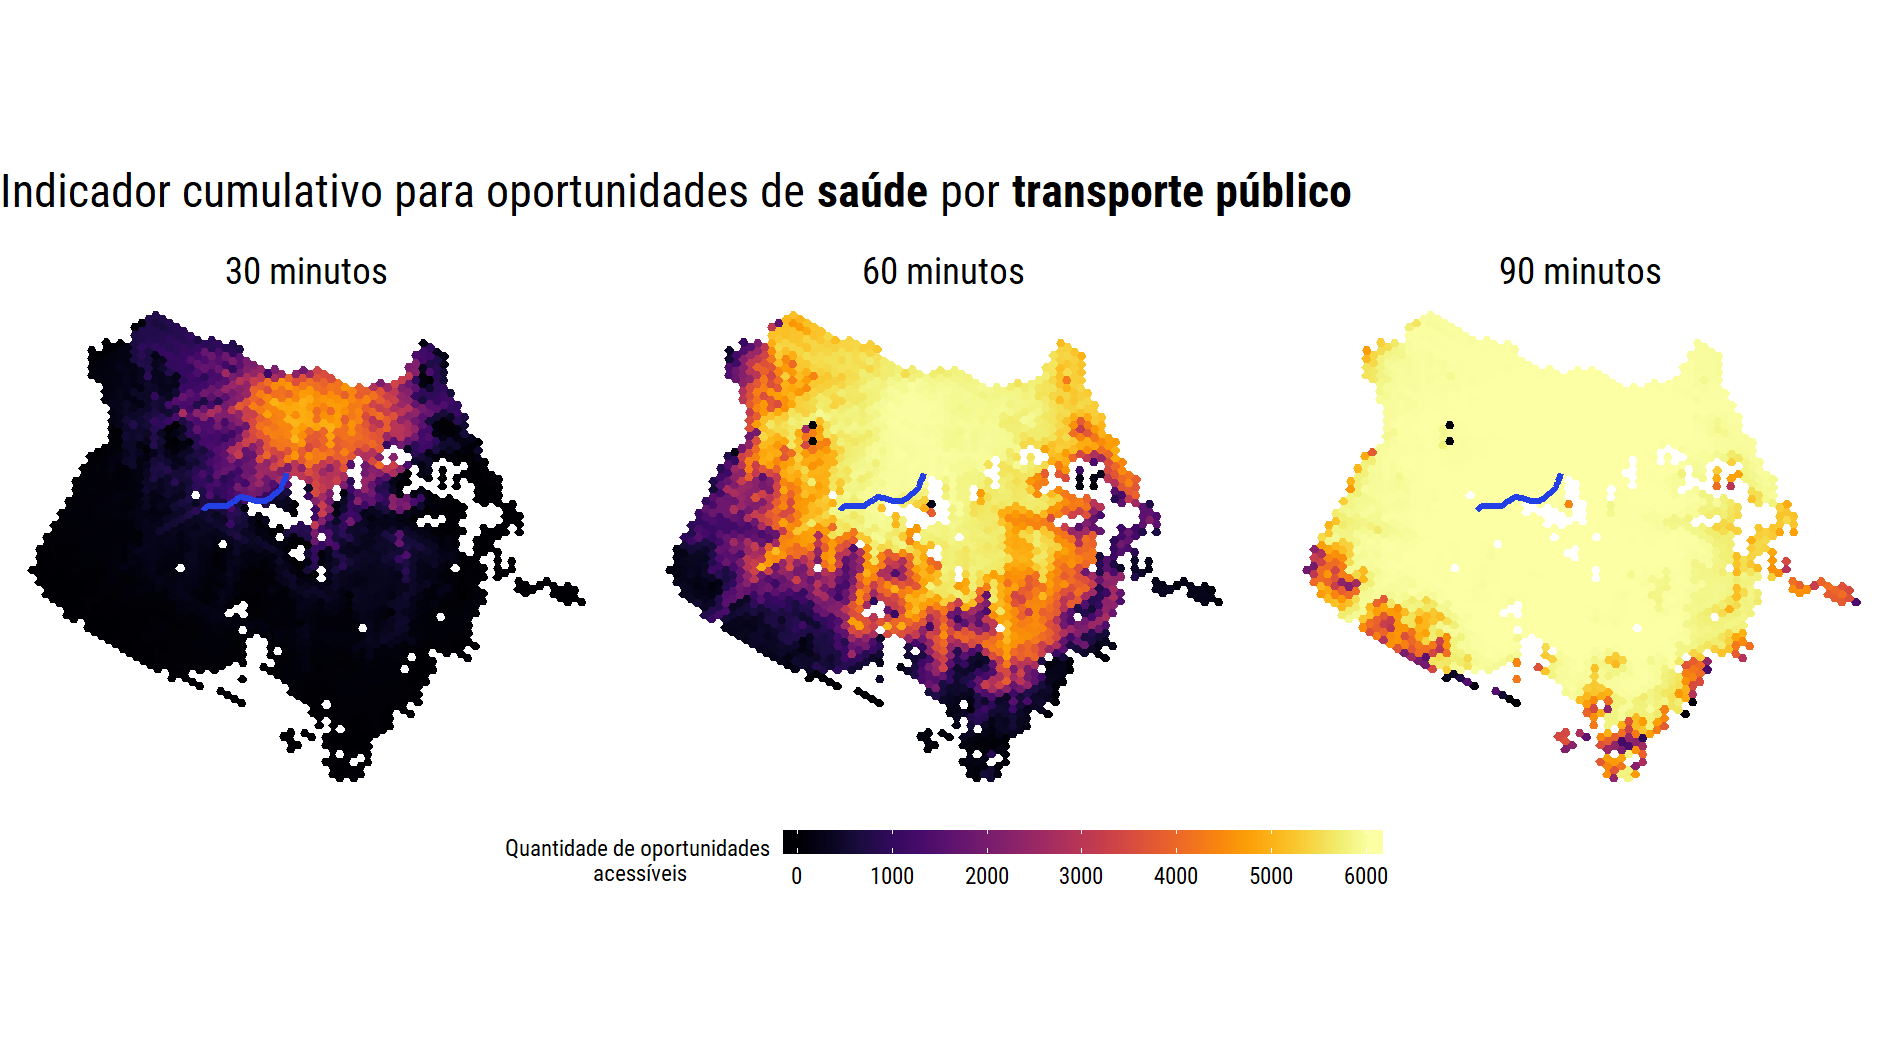 Indicador cumulativo para oportunidades de saúde por transporte público
30 minutos
60 minutos
90 minutos
Quantidade de oportunidades
acessíveis
0 1000 2000 3000 4000 5000 6000